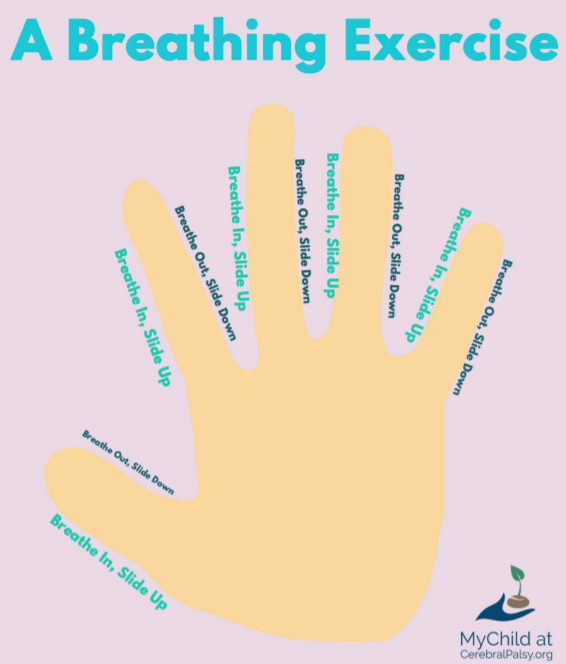 A Breathing Exercise
Breathe In, Slide Up
Breathe Out, Slide Down
Breathe In, Slide Up
Breathe Out, Slide Down
Breathe In, Slide Up
Breathe Out, Slide Down
Breathe In, Slide Up
Breathe Out, Slide Down
Breathe In, Slide Up
Breathe Out, Slide Down
MyChild at
CerebralPalsy.org